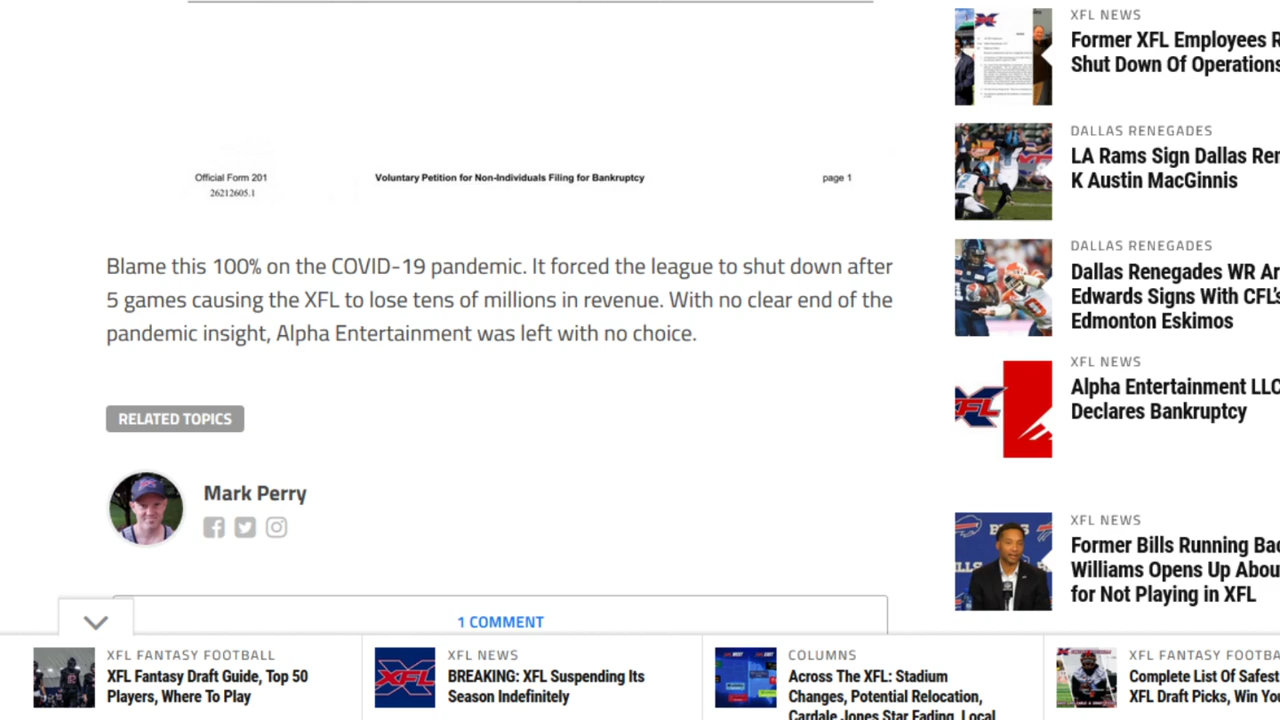 Official Form 201
Voluntary Petition for Non-Individuals Filing for Bankruptcy
page 1
26212605.1
Blame this 100% on the COVID-19 pandemic. It forced the league to shut down after
5 games causing the XFL to lose tens of millions in revenue. With no clear end of the
pandemic insight, Alpha Entertainment was left with no choice.
RELATED TOPICS
Mark Perry
1 COMMENT
XFL NEWS
Former XFL Employees R
Shut Down Of Operations
DALLAS RENEGADES
LA Rams Sign Dallas Ren
K Austin MacGinnis
DALLAS RENEGADES
Dallas Renegades WR Ar
Edwards Signs With CFL's
Edmonton Eskimos
XFL NEWS
Alpha Entertainment LLC
Declares Bankruptcy
XFL
XFL NEWS
Former Bills Running Bac
Williams Opens Up Abou
for Not Playing in XFL
BILLS
XFL FANTASY FOOTBALL
XFL Fantasy Draft Guide, Top 50
Players, Where To Play
XFL
XFL NEWS
BREAKING: XFL Suspending Its
Season Indefinitely
COLUMNS
Across The XFL: Stadium
Changes, Potential Relocation,
Cardale Jones Star Fading, Local
XFL FANTASY FOOTBA
Complete List Of Safest
XFL Draft Picks, Win You